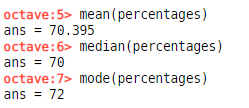 octave:5> mean(percentages)
ans = 70.395
octave:6> median(percentages)
ans = 70
octave:7> mode(percentages)
ans = 72